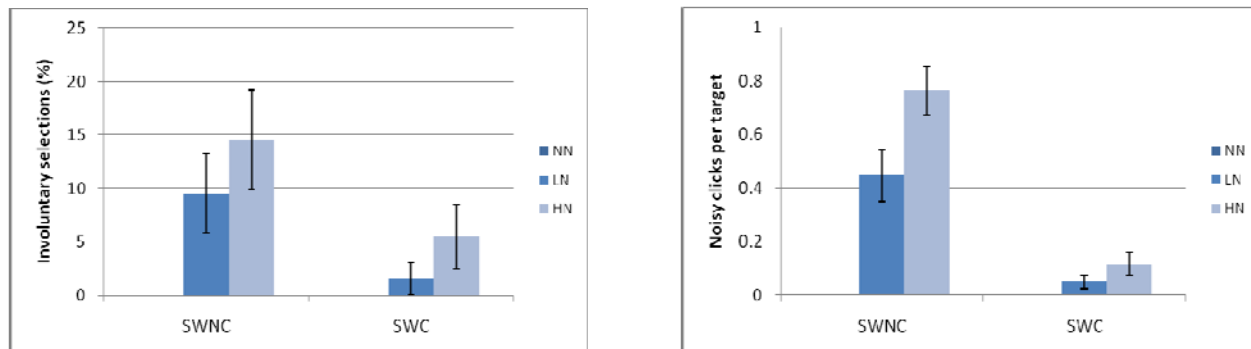 25
20
15
10
5
0
Involuntary selections (%)
SWNC
SWC
NN
LN
HN
1
0.8
0.6
0.4
0.2
0
Noisy clicks per target
SWNC
SWC
NN
LN
HN